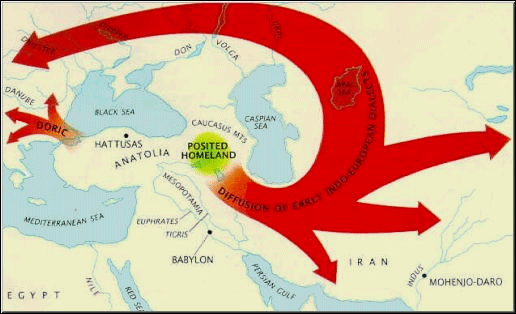 DON
VOLGA
ARAL
SEA
DANUBE
BLACK SEA
CASPIAN
SEA
CAUCASUS MTS
DORIC
HATTUSAS
ANATOLIA
POSITED
HOMELAND
DIFFUSION OF EARLY INDO-EUROPEAN DIALECTS
MESOPOTAMIA
MEDITERRANEAN SEA
EUPHRATES
TIGRIS
BABYLON
IRAN
INDUS
MOHENJO-DARO
PERSIAN GULF
EGYPT
NILE
RED SEA